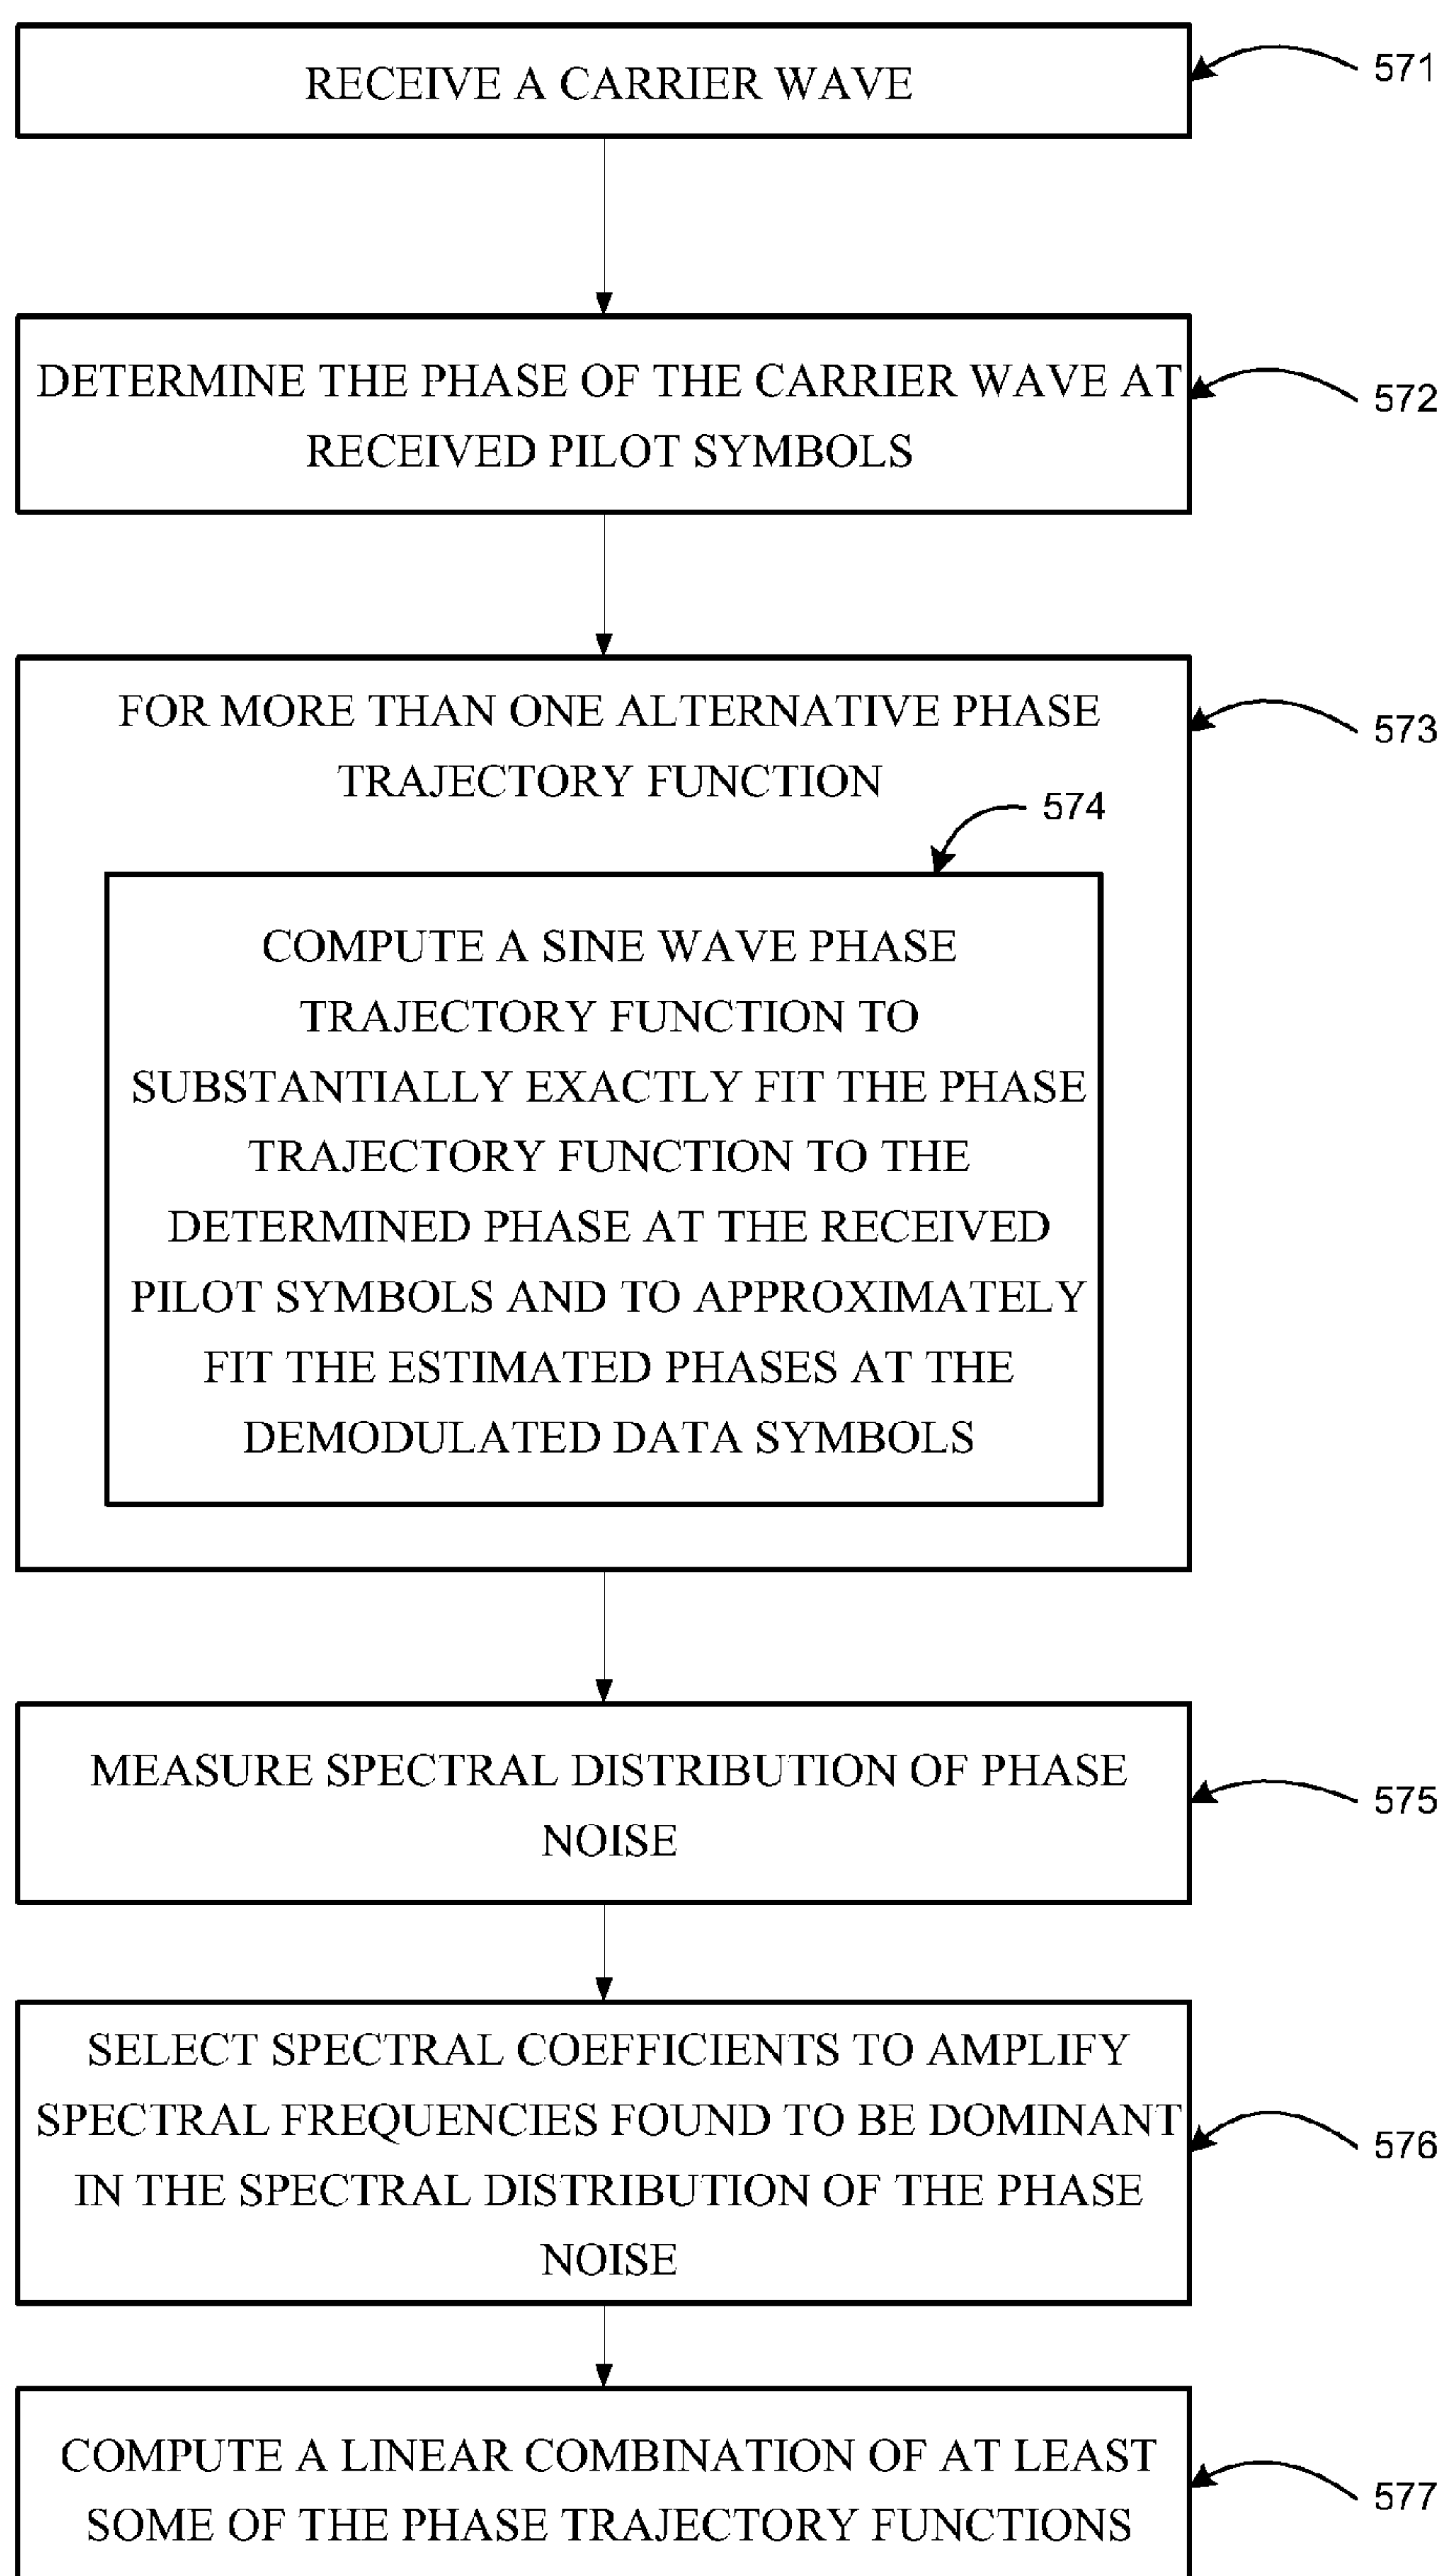 RECEIVE A CARRIER WAVE
571
DETERMINE THE PHASE OF THE CARRIER WAVE AT
RECEIVED PILOT SYMBOLS
572
FOR MORE THAN ONE ALTERNATIVE PHASE
TRAJECTORY FUNCTION
573
574
COMPUTE A SINE WAVE PHASE
TRAJECTORY FUNCTION TO
SUBSTANTIALLY EXACTLY FIT THE PHASE
TRAJECTORY FUNCTION TO THE
DETERMINED PHASE AT THE RECEIVED
PILOT SYMBOLS AND TO APPROXIMATELY
FIT THE ESTIMATED PHASES AT THE
DEMODULATED DATA SYMBOLS
MEASURE SPECTRAL DISTRIBUTION OF PHASE
NOISE
575
SELECT SPECTRAL COEFFICIENTS TO AMPLIFY
SPECTRAL FREQUENCIES FOUND TO BE DOMINANT
IN THE SPECTRAL DISTRIBUTION OF THE PHASE
NOISE
576
COMPUTE A LINEAR COMBINATION OF AT LEAST
SOME OF THE PHASE TRAJECTORY FUNCTIONS
577